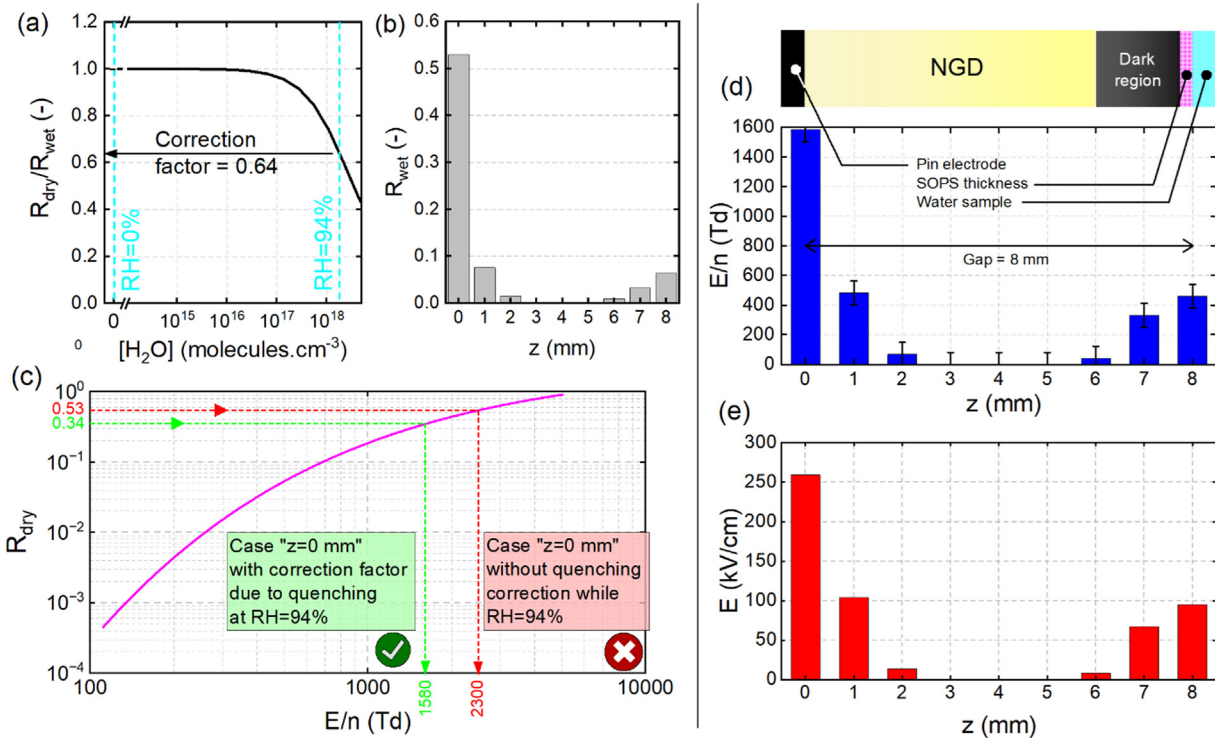 (a)
1.2
1.0
0.8
0.6
0.4
0.2
0.0
R_dry/R_wet (-)
Correction
factor = 0.64
RH=0%
RH=94%
0 10^15 10^16 10^17 10^18
0
[H₂O] (molecules.cm⁻³)
(b)
0.6
0.5
0.4
0.3
0.2
0.1
0.0
R_wet (-)
0 1 2 3 4 5 6 7 8
z (mm)
(c)
10^0
0.53
0.34
10^-1
10^-2
10^-3
10^-4
R_dry
Case "z=0 mm"
with correction factor
due to quenching
at RH=94%
Case "z=0 mm"
without quenching
correction while
RH=94%
100 1000 1580 2300 10000
E/n (Td)
(d)
NGD
Dark
region
1600
1400
1200
1000
800
600
400
200
0
E/n (Td)
Pin electrode
SOPS thickness
Water sample
Gap = 8 mm
0 1 2 3 4 5 6 7 8
z (mm)
(e)
300
250
200
150
100
50
0
E (kV/cm)
0 1 2 3 4 5 6 7 8
z (mm)